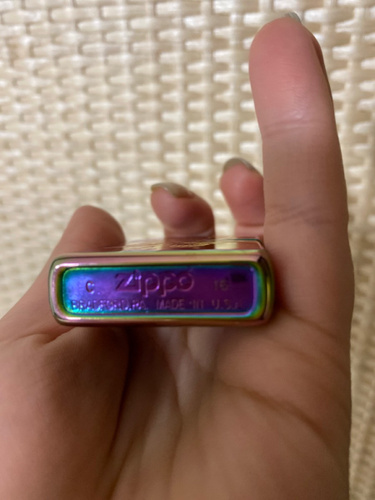 C Zippo 16
BRADFORD,PA. MADE IN U.S.A.